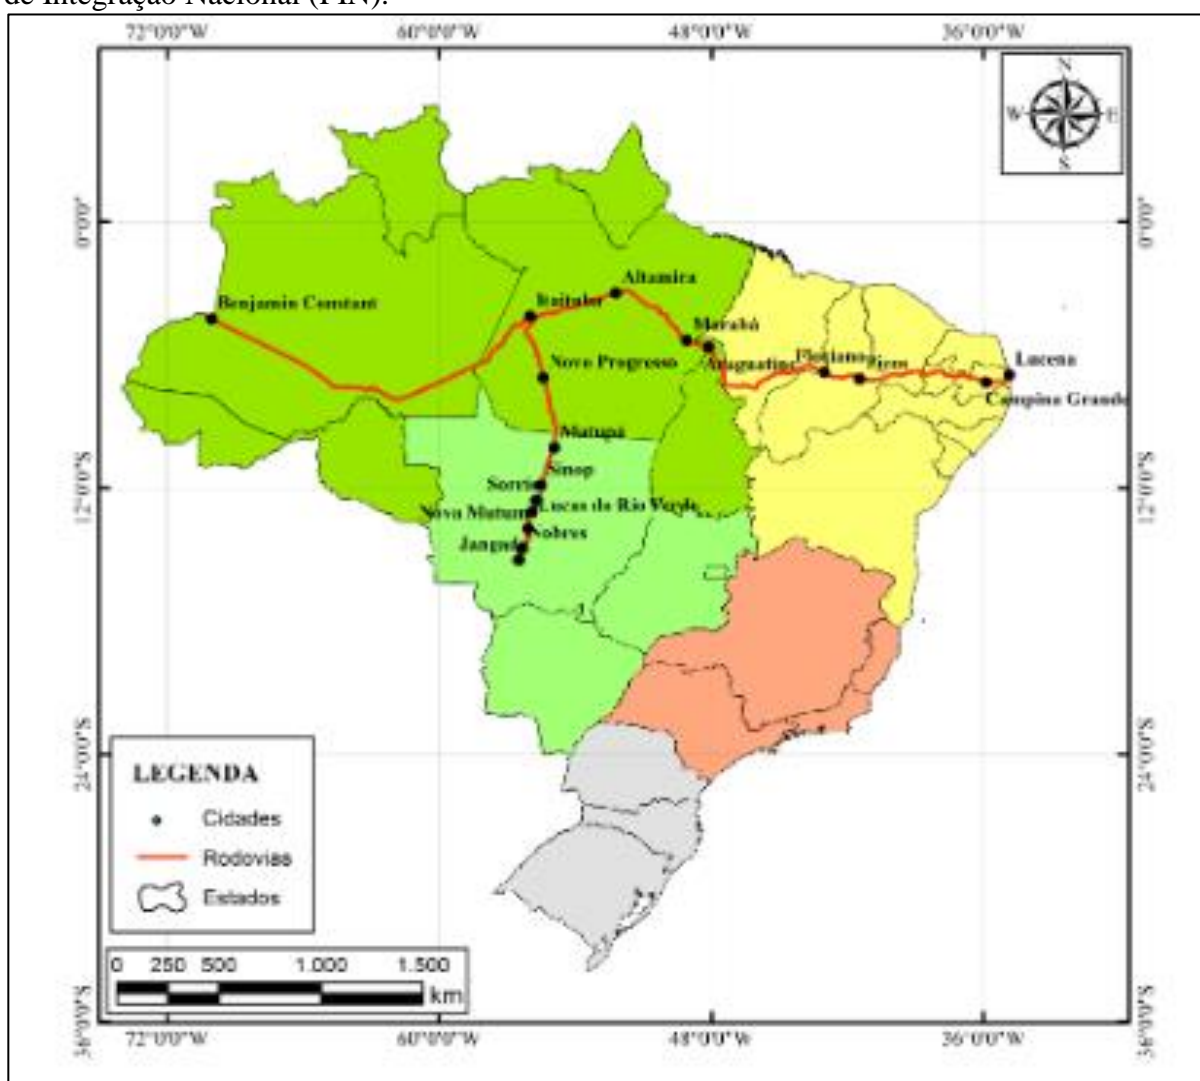 de Integração Nacional (PIN).
72°0'0"W 60°0'0"W 48°0'0"W 36°0'0"W
N
W E
S
0°0'0"
0°0'0"
Altamira
Benjamin Constant
Itaituba
Marabá
Novo Progresso
Araguatins
Floriano
Picos
Lucena
Campina Grande
Matupá
Sinop
12°0'0"S
12°0'0"S
Sorriso
Lucas do Rio Verde
Nova Mutum
Nobres
Jangada
24°0'0"S
24°0'0"S
LEGENDA
Cidades
Rodovias
Estados
0 250 500 1.000 1.500
km
36°0'0"S
36°0'0"S
72°0'0"W 60°0'0"W 48°0'0"W 36°0'0"W